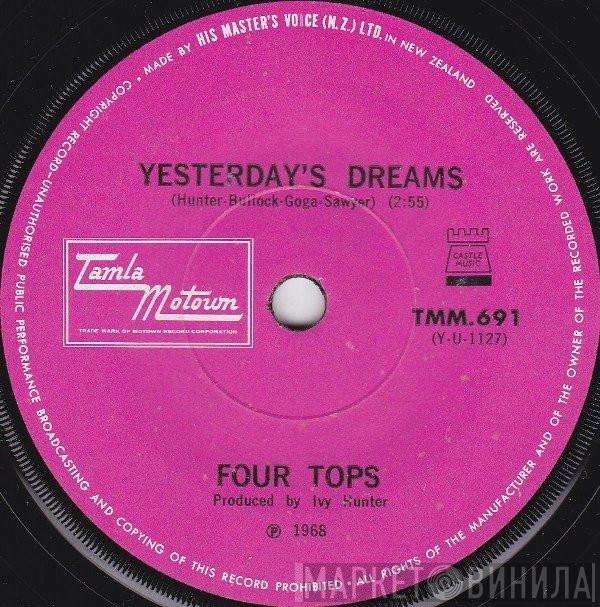 MADE BY HIS MASTER'S VOICE (N.Z.) LTD. IN NEW ZEALAND
COPYRIGHT RECORD–UNAUTHORISED PUBLIC PERFORMANCE BROADCASTING AND COPYING OF THIS RECORD PROHIBITED • ALL RIGHTS OF THE MANUFACTURER AND OF THE OWNER OF THE RECORDED WORK ARE RESERVED
YESTERDAY'S DREAMS
(Hunter-Bullock-Goga-Sawyer) (2:55)
Tamla
Motown
TRADE MARK OF MOTOWN RECORD CORPORATION
CASTLE
MUSIC
TMM.691
(Y-U-1127)
FOUR TOPS
Produced by Ivy Hunter
℗ 1968
МАРКЕТ ВИНИЛА